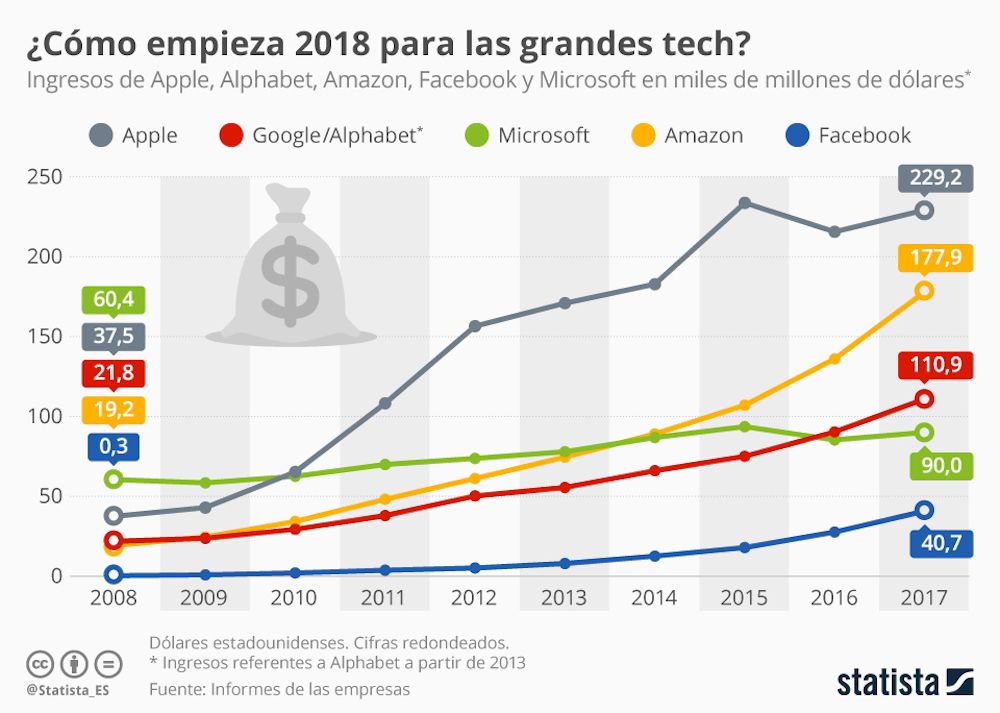 ¿Cómo empieza 2018 para las grandes tech?
Ingresos de Apple, Alphabet, Amazon, Facebook y Microsoft en miles de millones de dólares*
Apple Google/Alphabet* Microsoft Amazon Facebook
250
200
150
100
50
0
$
60,4
37,5
21,8
19,2
0,3
229,2
177,9
110,9
90,0
40,7
2008 2009 2010 2011 2012 2013 2014 2015 2016 2017
Dólares estadounidenses. Cifras redondeados.
* Ingresos referentes a Alphabet a partir de 2013
Fuente: Informes de las empresas
cc
@Statista_ES
statista